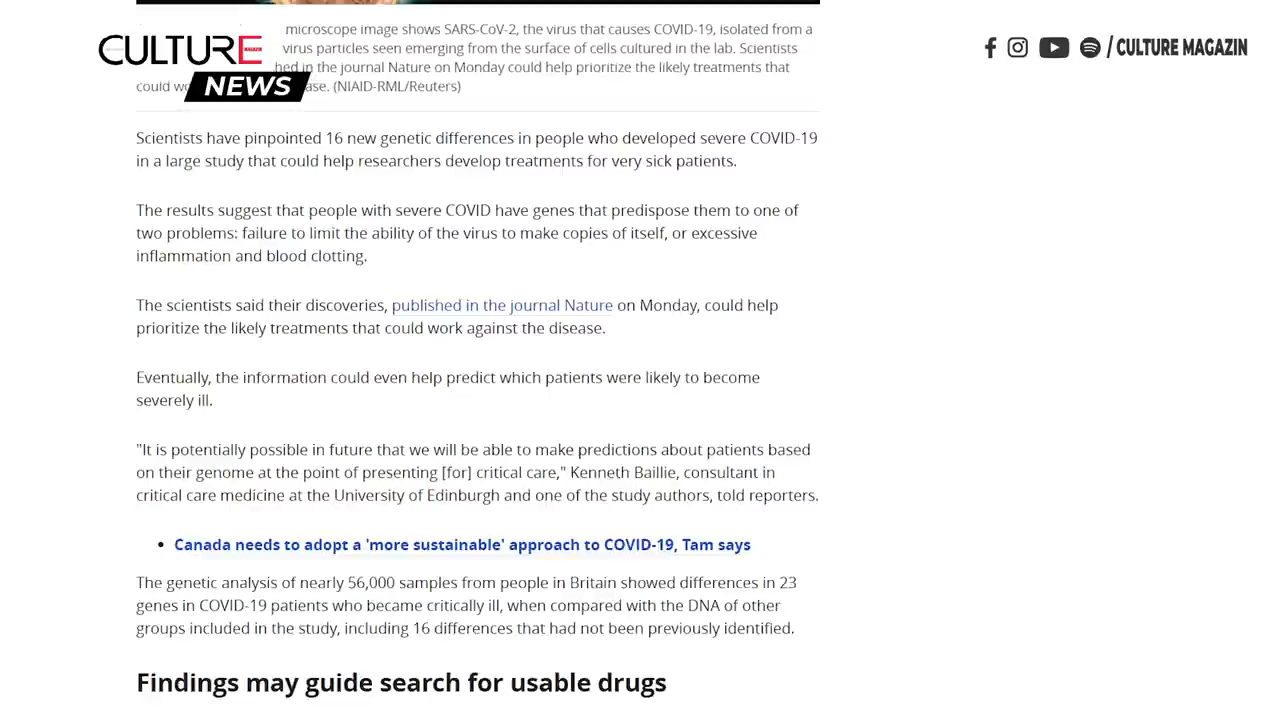 microscope image shows SARS-CoV-2, the virus that causes COVID-19, isolated from a
virus particles seen emerging from the surface of cells cultured in the lab. Scientists
in the journal Nature on Monday could help prioritize the likely treatments that
could
(NIAID-RML/Reuters)
CULTURE
NEWS
/ CULTURE MAGAZIN
Scientists have pinpointed 16 new genetic differences in people who developed severe COVID-19
in a large study that could help researchers develop treatments for very sick patients.
The results suggest that people with severe COVID have genes that predispose them to one of
two problems: failure to limit the ability of the virus to make copies of itself, or excessive
inflammation and blood clotting.
The scientists said their discoveries, published in the journal Nature on Monday, could help
prioritize the likely treatments that could work against the disease.
Eventually, the information could even help predict which patients were likely to become
severely ill.
"It is potentially possible in future that we will be able to make predictions about patients based
on their genome at the point of presenting [for] critical care," Kenneth Baillie, consultant in
critical care medicine at the University of Edinburgh and one of the study authors, told reporters.
• Canada needs to adopt a 'more sustainable' approach to COVID-19, Tam says
The genetic analysis of nearly 56,000 samples from people in Britain showed differences in 23
genes in COVID-19 patients who became critically ill, when compared with the DNA of other
groups included in the study, including 16 differences that had not been previously identified.
Findings may guide search for usable drugs